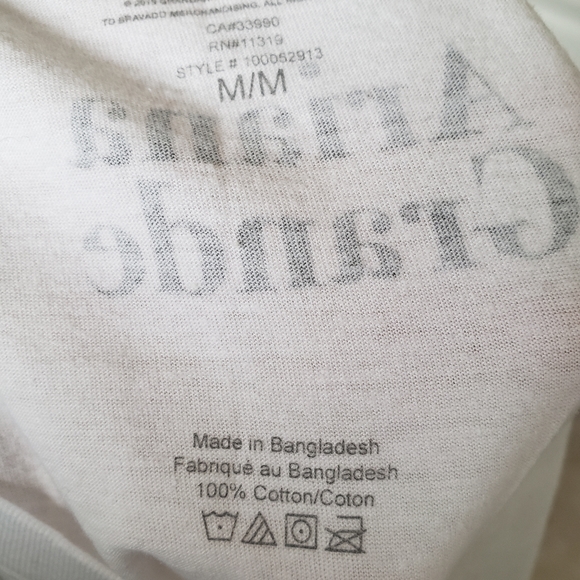 TO BRAVADO MERCHANDISING. ALL
CA#33990
RN#11319
STYLE # 100052913
M/M
Ariana
Grande
Made in Bangladesh
Fabriqué au Bangladesh
100% Cotton/Coton